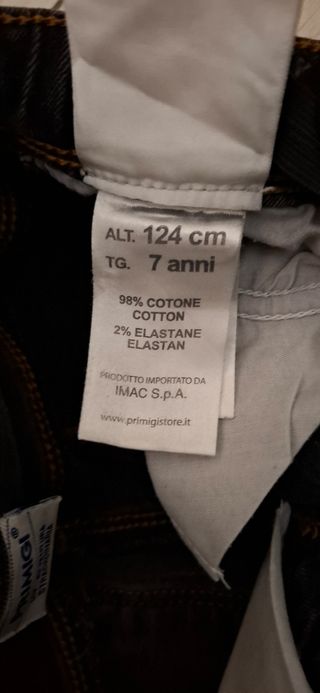 ALT. 124 cm
TG. 7 anni
98% COTONE
COTTON
2% ELASTANE
ELASTAN
PRODOTTO IMPORTATO DA
IMAC S.p.A.
www.primigistore.it
PRIMIGI®